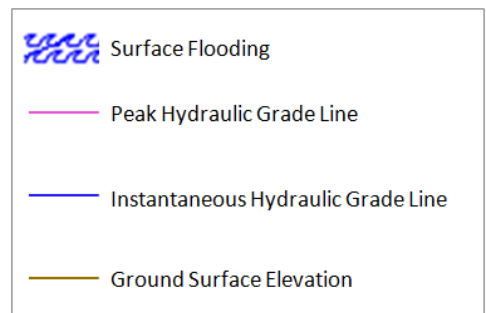 Surface Flooding
Peak Hydraulic Grade Line
Instantaneous Hydraulic Grade Line
Ground Surface Elevation